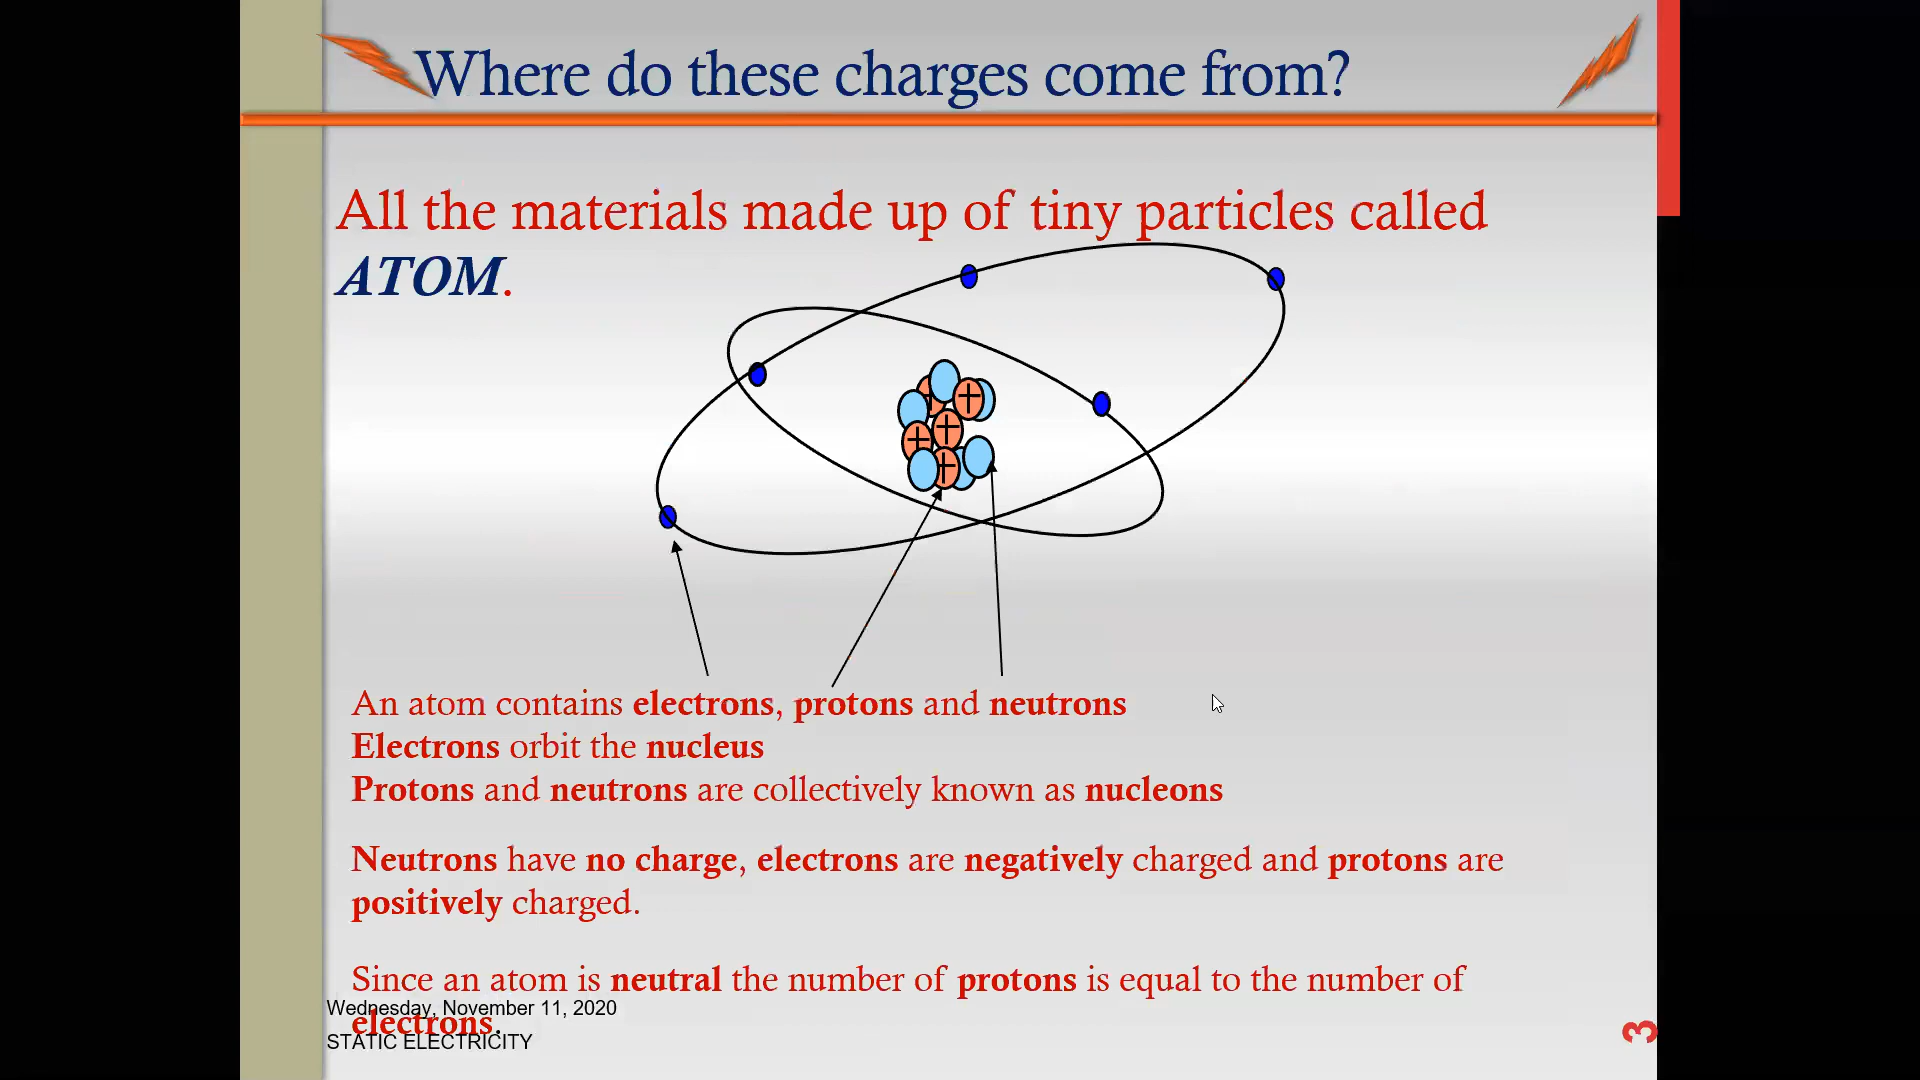 Where do these charges come from?
All the materials made up of tiny particles called
ATOM.
+ +
+
+
+
An atom contains electrons, protons and neutrons
Electrons orbit the nucleus
Protons and neutrons are collectively known as nucleons
Neutrons have no charge, electrons are negatively charged and protons are
positively charged.
Since an atom is neutral the number of protons is equal to the number of
electrons.
Wednesday, November 11, 2020
STATIC ELECTRICITY
3